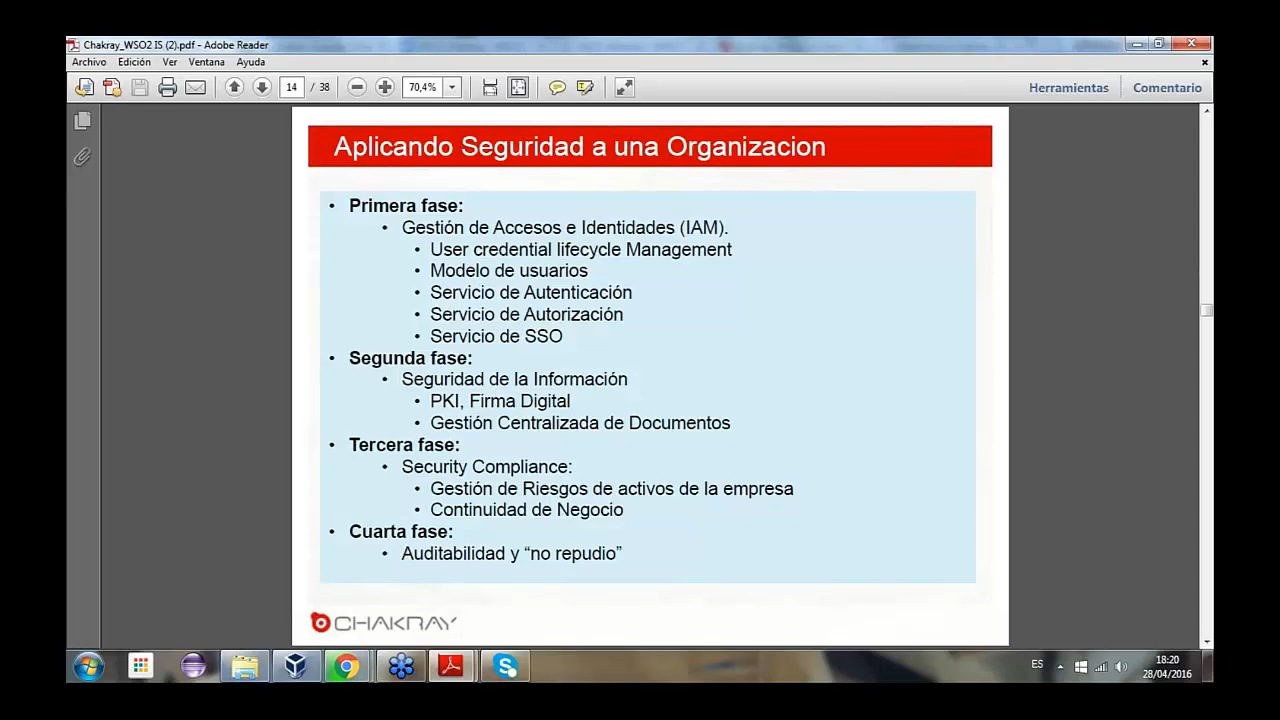 Chakray_WSO2 IS (2).pdf - Adobe Reader
Archivo Edición Ver Ventana Ayuda
14 / 38 70,4% Herramientas Comentario
Aplicando Seguridad a una Organizacion
• Primera fase:
• Gestión de Accesos e Identidades (IAM).
• User credential lifecycle Management
• Modelo de usuarios
• Servicio de Autenticación
• Servicio de Autorización
• Servicio de SSO
• Segunda fase:
• Seguridad de la Información
• PKI, Firma Digital
• Gestión Centralizada de Documentos
• Tercera fase:
• Security Compliance:
• Gestión de Riesgos de activos de la empresa
• Continuidad de Negocio
• Cuarta fase:
• Auditabilidad y “no repudio”
CHAKRAY
ES 18:20
28/04/2016